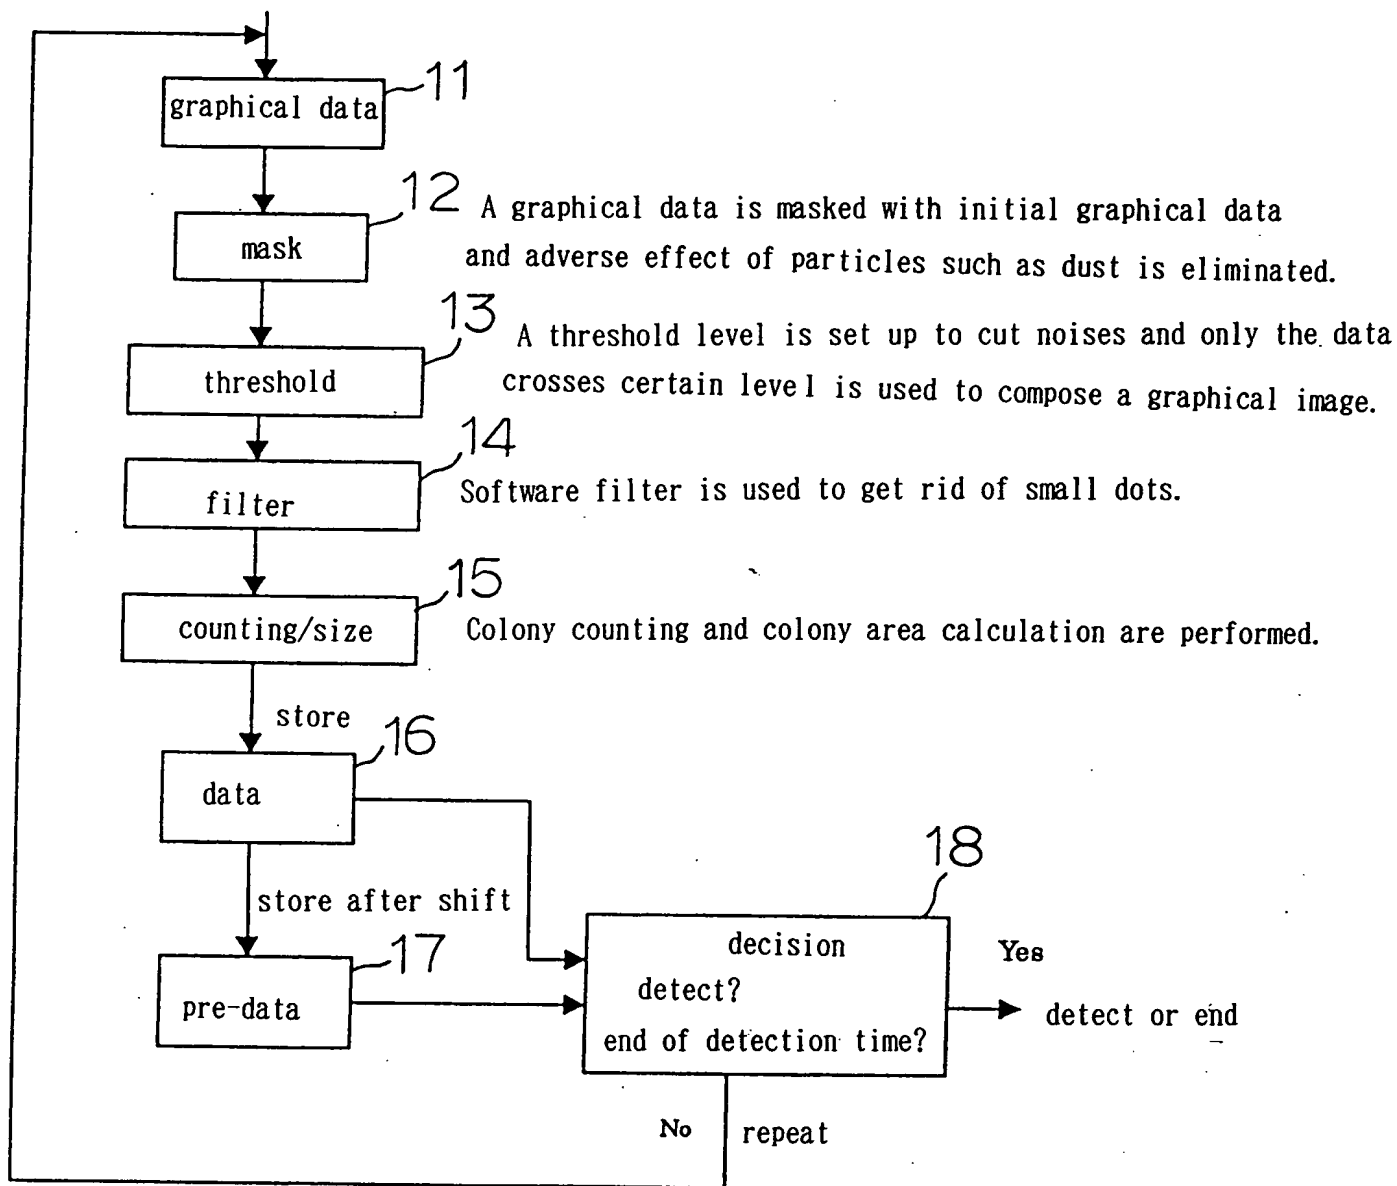 11
graphical data
12
A graphical data is masked with initial graphical data
mask
and adverse effect of particles such as dust is eliminated.
13
A threshold level is set up to cut noises and only the data
threshold
crosses certain level is used to compose a graphical image.
14
filter
Software filter is used to get rid of small dots.
15
counting/size
Colony counting and colony area calculation are performed.
store
16
data
18
store after shift
17
decision
Yes
detect?
pre-data
detect or end
end of detection time?
No
repeat